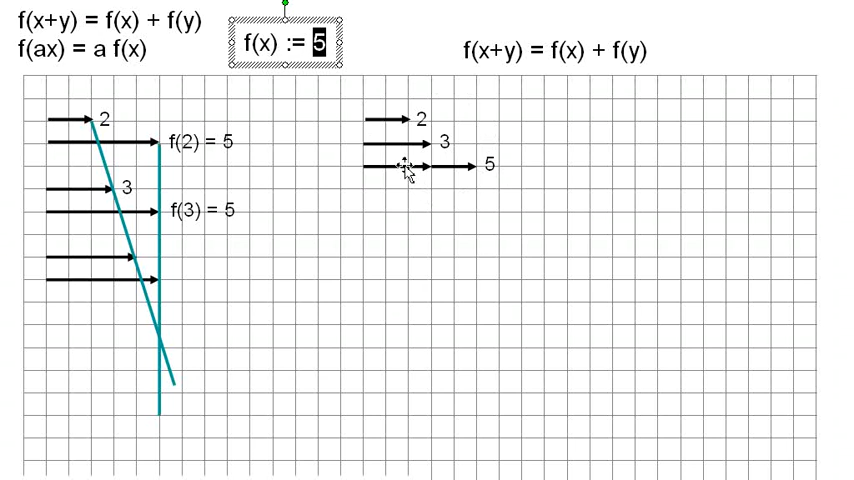 f(x+y) = f(x) + f(y)
f(ax) = a f(x)
f(x) := 5
f(x+y) = f(x) + f(y)
2
f(2) = 5
3
f(3) = 5
2
3
5